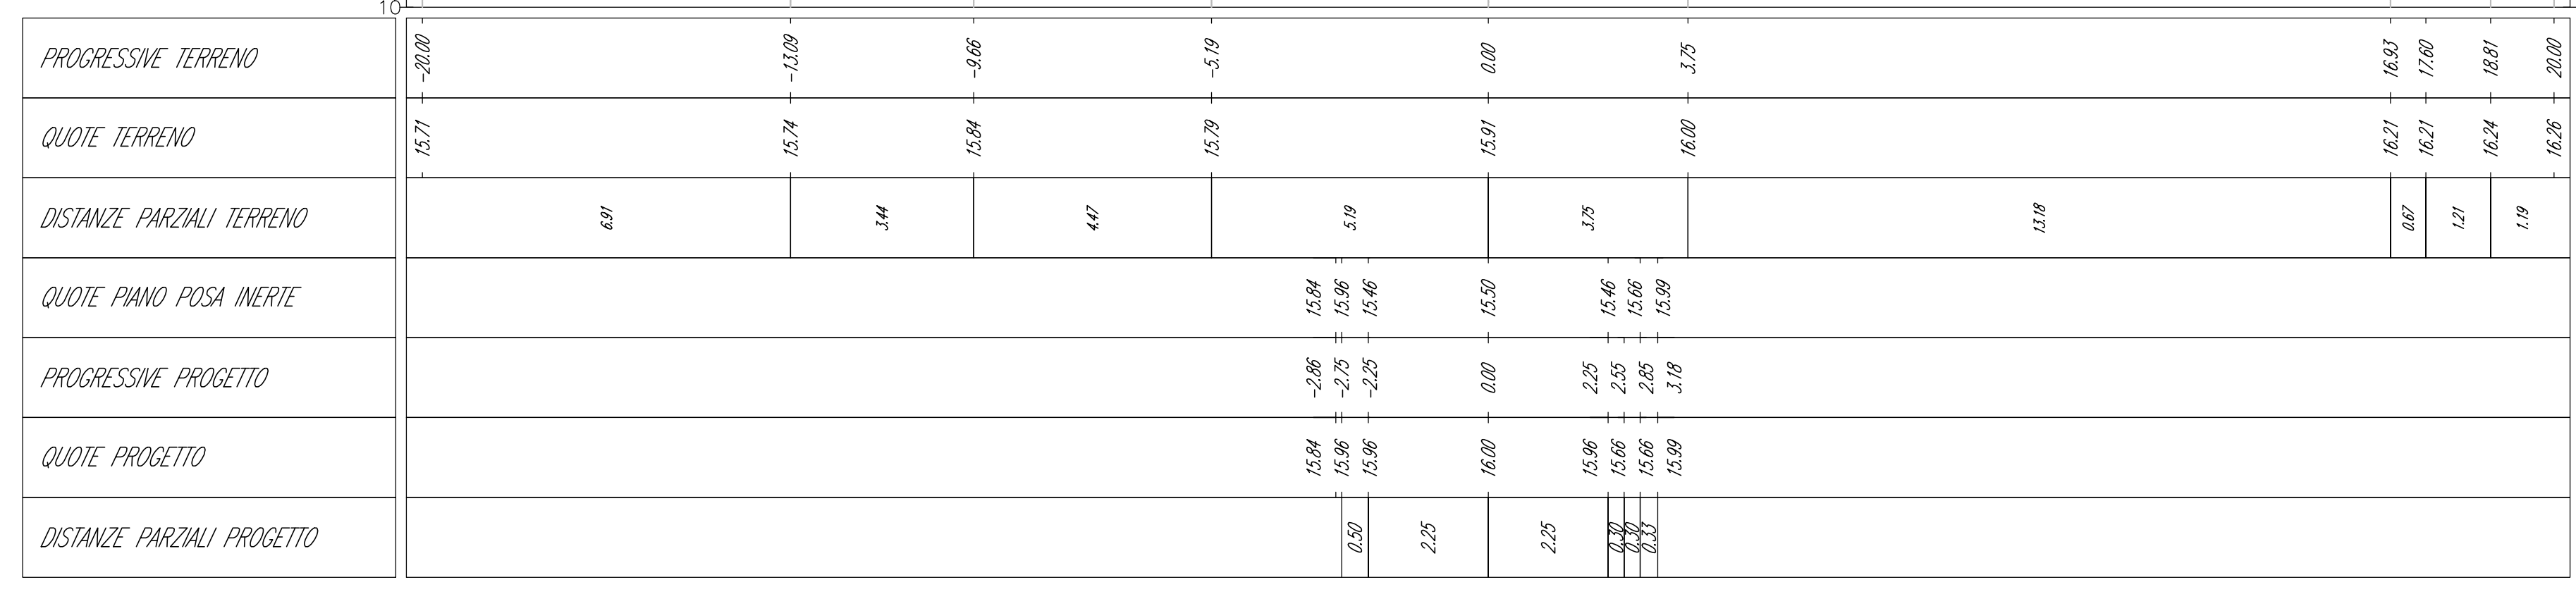 10
PROGRESSIVE TERRENO -20.00 -13.09 -9.66 -5.19 0.00 3.75 16.93 17.60 18.81 20.00
QUOTE TERRENO 15.71 15.74 15.84 15.79 15.91 16.00 16.21 16.21 16.24 16.26
DISTANZE PARZIALI TERRENO 6.91 3.44 4.47 5.19 3.75 13.18 0.67 1.21 1.19
QUOTE PIANO POSA INERTE 15.84 15.96 15.46 15.50 15.46 15.66 15.99
PROGRESSIVE PROGETTO -2.86 -2.75 -2.25 0.00 2.25 2.55 2.85 3.18
QUOTE PROGETTO 15.84 15.96 15.96 16.00 15.96 15.66 15.66 15.99
DISTANZE PARZIALI PROGETTO 0.50 2.25 2.25 0.30 0.30 0.33